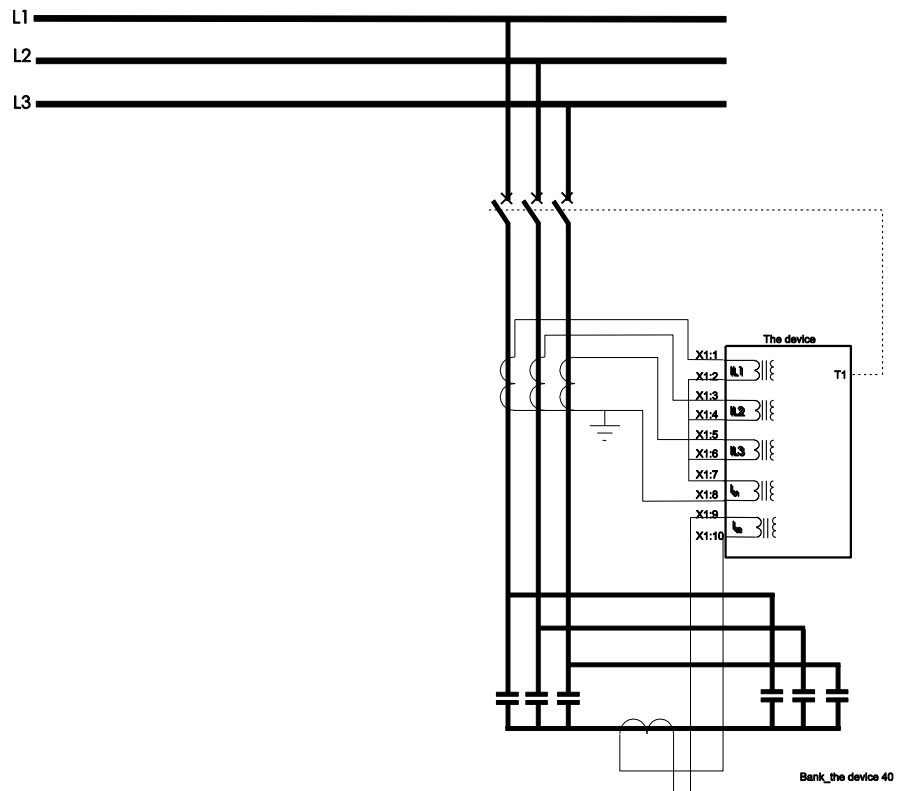 L1
L2
L3
The device
X1:1
IL1
X1:2
T1
X1:3
X1:4
IL2
X1:5
X1:6
IL3
X1:7
X1:8
X1:9
X1:10
Bank_the device 40